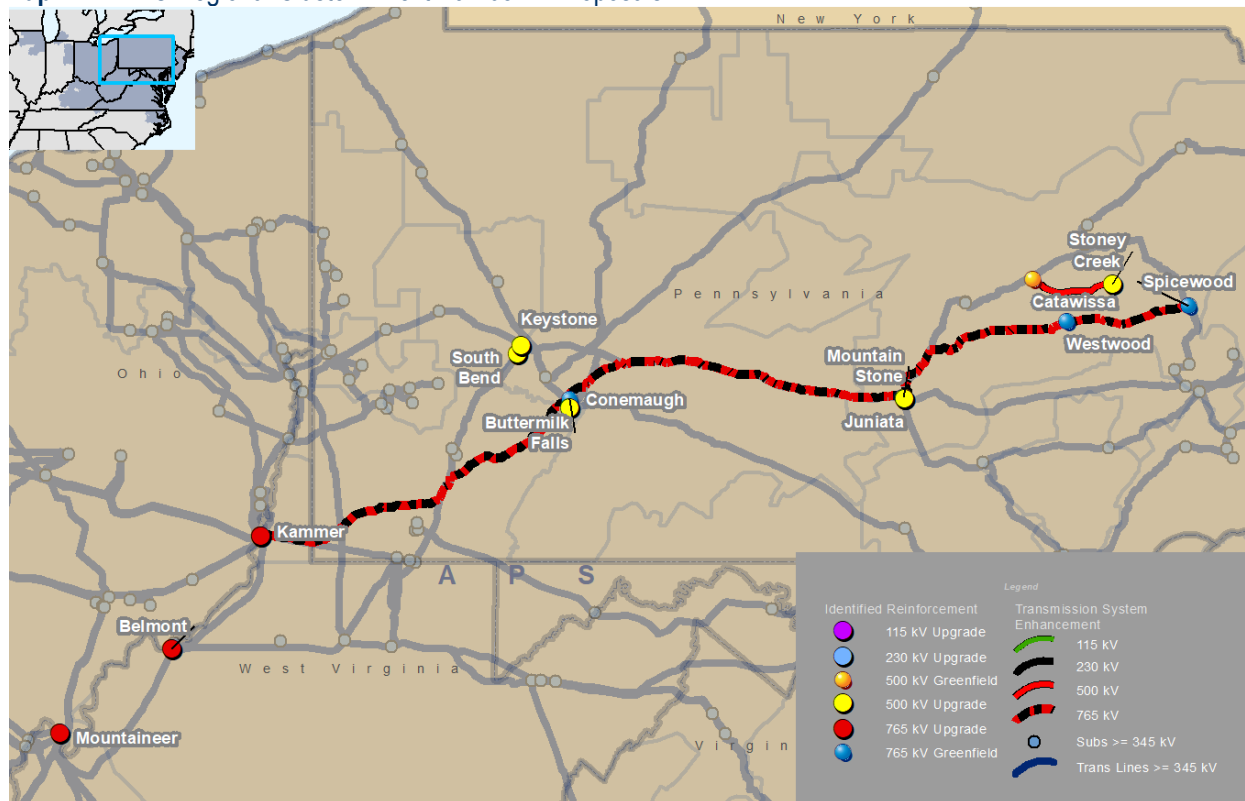 New York
Stoney
Creek
Spicewood
Pennsylvania
Catawissa
Keystone
Westwood
South
Bend
Mountain
Stone
Ohio
Conemaugh
Buttermilk
Falls
Juniata
Kammer
A P S
Belmont
West Virginia
Mountaineer
Virgin
Legend
Identified Reinforcement
115 kV Upgrade
230 kV Upgrade
500 kV Greenfield
500 kV Upgrade
765 kV Upgrade
765 kV Greenfield
Transmission System
Enhancement
115 kV
230 kV
500 kV
765 kV
Subs >= 345 kV
Trans Lines >= 345 kV